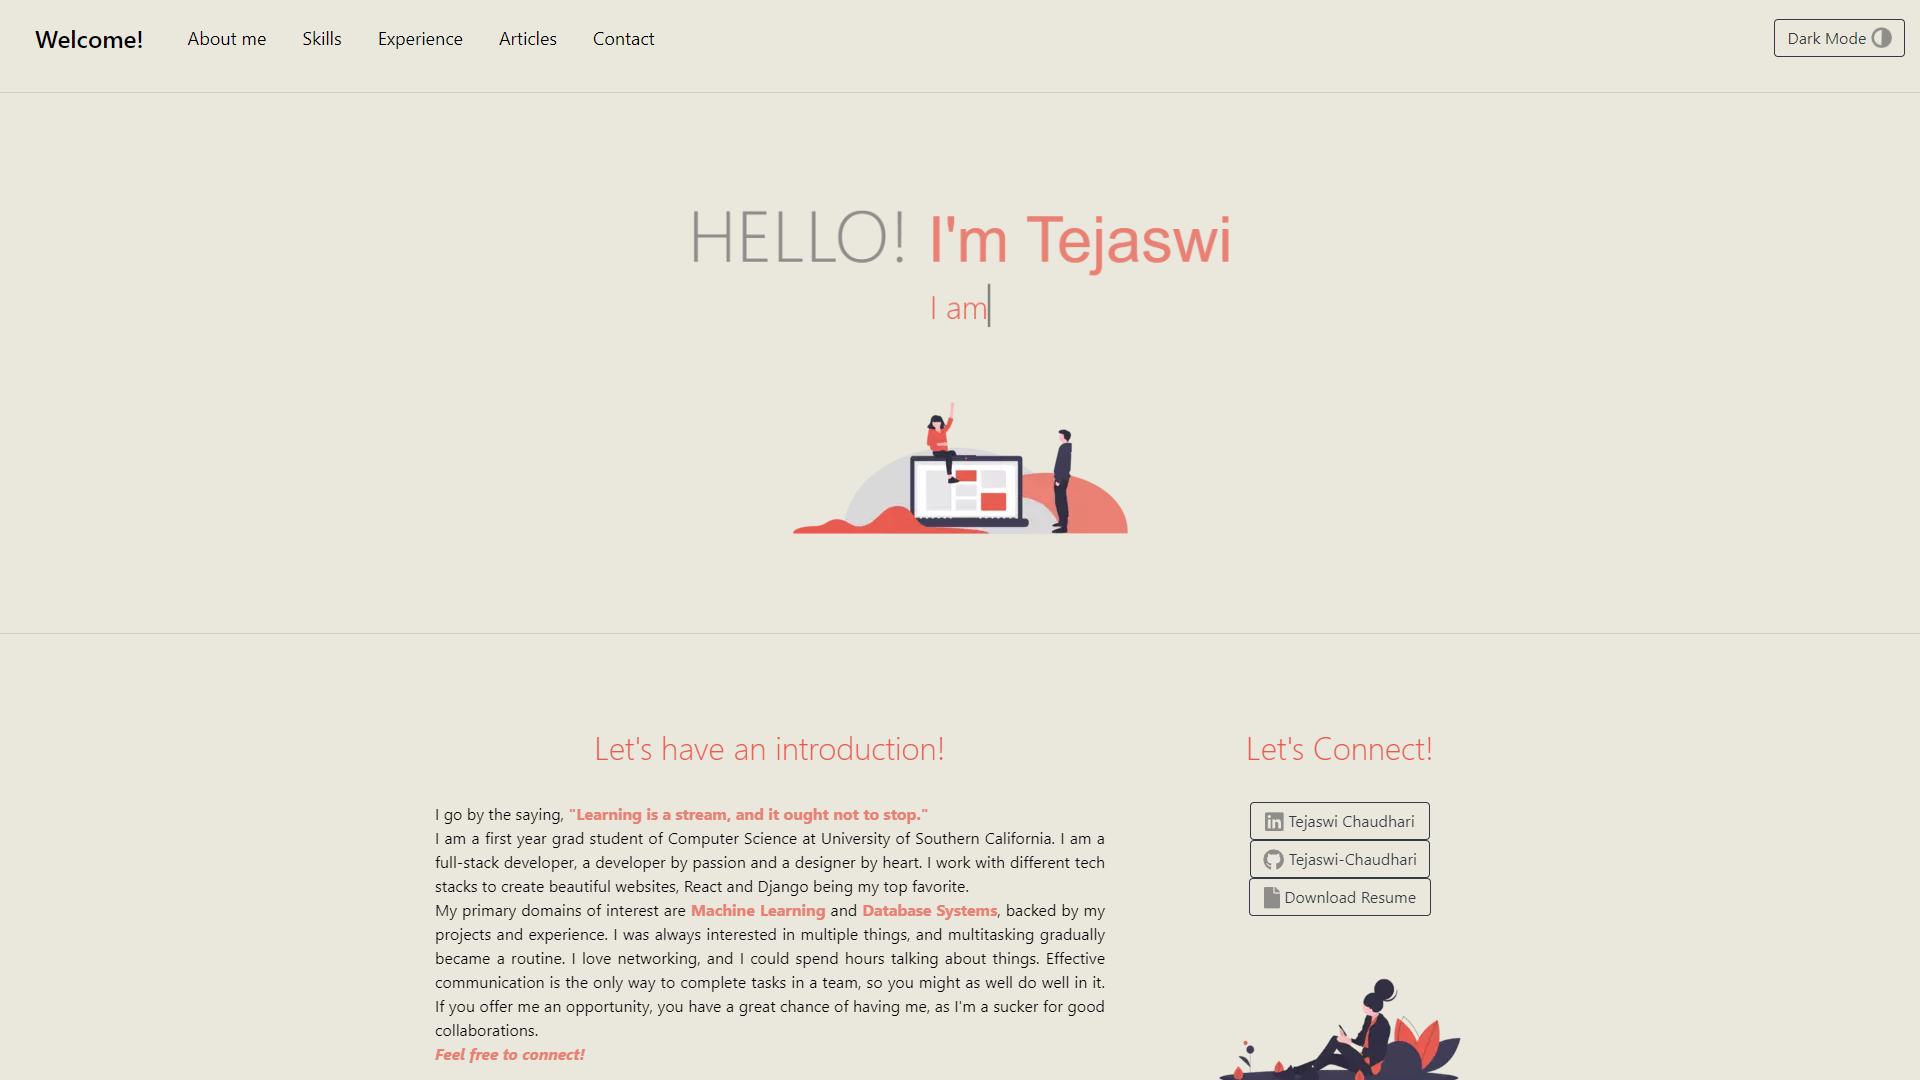 Welcome! About me Skills Experience Articles Contact Dark Mode
HELLO! I'm Tejaswi
I am
Let's have an introduction!
I go by the saying, "Learning is a stream, and it ought not to stop."
I am a first year grad student of Computer Science at University of Southern California. I am a
full-stack developer, a developer by passion and a designer by heart. I work with different tech
stacks to create beautiful websites, React and Django being my top favorite.
My primary domains of interest are Machine Learning and Database Systems, backed by my
projects and experience. I was always interested in multiple things, and multitasking gradually
became a routine. I love networking, and I could spend hours talking about things. Effective
communication is the only way to complete tasks in a team, so you might as well do well in it.
If you offer me an opportunity, you have a great chance of having me, as I'm a sucker for good
collaborations.
Feel free to connect!
Let's Connect!
Tejaswi Chaudhari
Tejaswi-Chaudhari
Download Resume